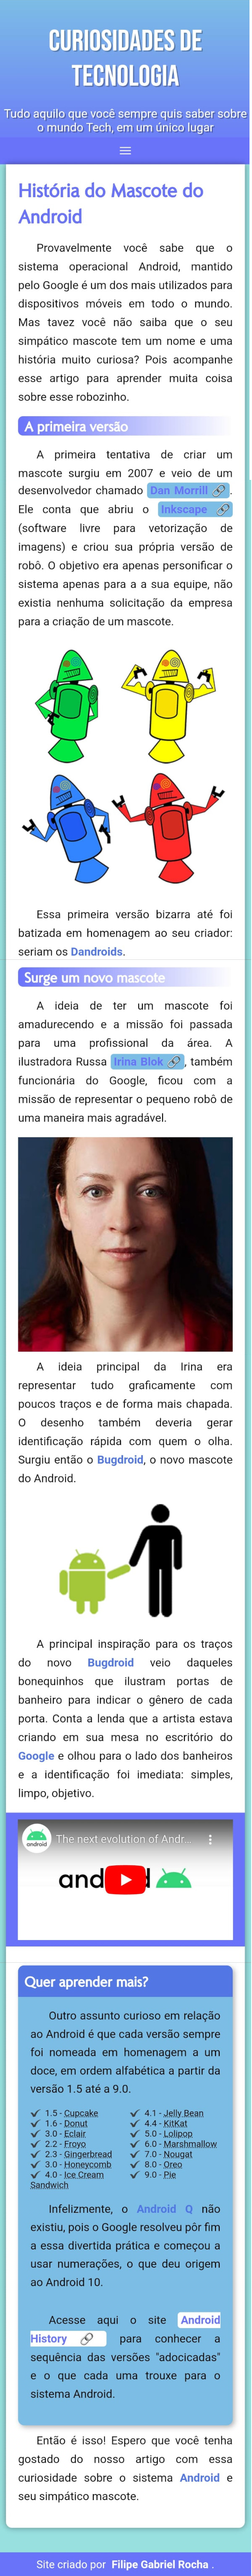 CURIOSIDADES DE
TECNOLOGIA
Tudo aquilo que você sempre quis saber sobre
o mundo Tech, em um único lugar
História do Mascote do
Android
Provavelmente você sabe que o
sistema operacional Android, mantido
pelo Google é um dos mais utilizados para
dispositivos móveis em todo o mundo.
Mas tavez você não saiba que o seu
simpático mascote tem um nome e uma
história muito curiosa? Pois acompanhe
esse artigo para aprender muita coisa
sobre esse robozinho.
A primeira versão
A primeira tentativa de criar um
mascote surgiu em 2007 e veio de um
desenvolvedor chamado Dan Morrill 🔗.
Ele conta que abriu o Inkscape 🔗
(software livre para vetorização de
imagens) e criou sua própria versão de
robô. O objetivo era apenas personificar o
sistema apenas para a a sua equipe, não
existia nenhuma solicitação da empresa
para a criação de um mascote.
Essa primeira versão bizarra até foi
batizada em homenagem ao seu criador:
seriam os Dandroids.
Surge um novo mascote
A ideia de ter um mascote foi
amadurecendo e a missão foi passada
para uma profissional da área. A
ilustradora Russa Irina Blok 🔗, também
funcionária do Google, ficou com a
missão de representar o pequeno robô de
uma maneira mais agradável.
A ideia principal da Irina era
representar tudo graficamente com
poucos traços e de forma mais chapada.
O desenho também deveria gerar
identificação rápida com quem o olha.
Surgiu então o Bugdroid, o novo mascote
do Android.
A principal inspiração para os traços
do novo Bugdroid veio daqueles
bonequinhos que ilustram portas de
banheiro para indicar o gênero de cada
porta. Conta a lenda que a artista estava
criando em sua mesa no escritório do
Google e olhou para o lado dos banheiros
e a identificação foi imediata: simples,
limpo, objetivo.
android
The next evolution of Andr...
Quer aprender mais?
Outro assunto curioso em relação
ao Android é que cada versão sempre
foi nomeada em homenagem a um
doce, em ordem alfabética a partir da
versão 1.5 até a 9.0.
1.5 - Cupcake
1.6 - Donut
3.0 - Eclair
2.2 - Froyo
2.3 - Gingerbread
3.0 - Honeycomb
4.0 - Ice Cream
Sandwich
4.1 - Jelly Bean
4.4 - KitKat
5.0 - Lolipop
6.0 - Marshmallow
7.0 - Nougat
8.0 - Oreo
9.0 - Pie
Infelizmente, o Android Q não
existiu, pois o Google resolveu pôr fim
a essa divertida prática e começou a
usar numerações, o que deu origem
ao Android 10.
Acesse aqui o site Android
History 🔗 para conhecer a
sequência das versões "adocicadas"
e o que cada uma trouxe para o
sistema Android.
Então é isso! Espero que você tenha
gostado do nosso artigo com essa
curiosidade sobre o sistema Android e
seu simpático mascote.
Site criado por Filipe Gabriel Rocha .